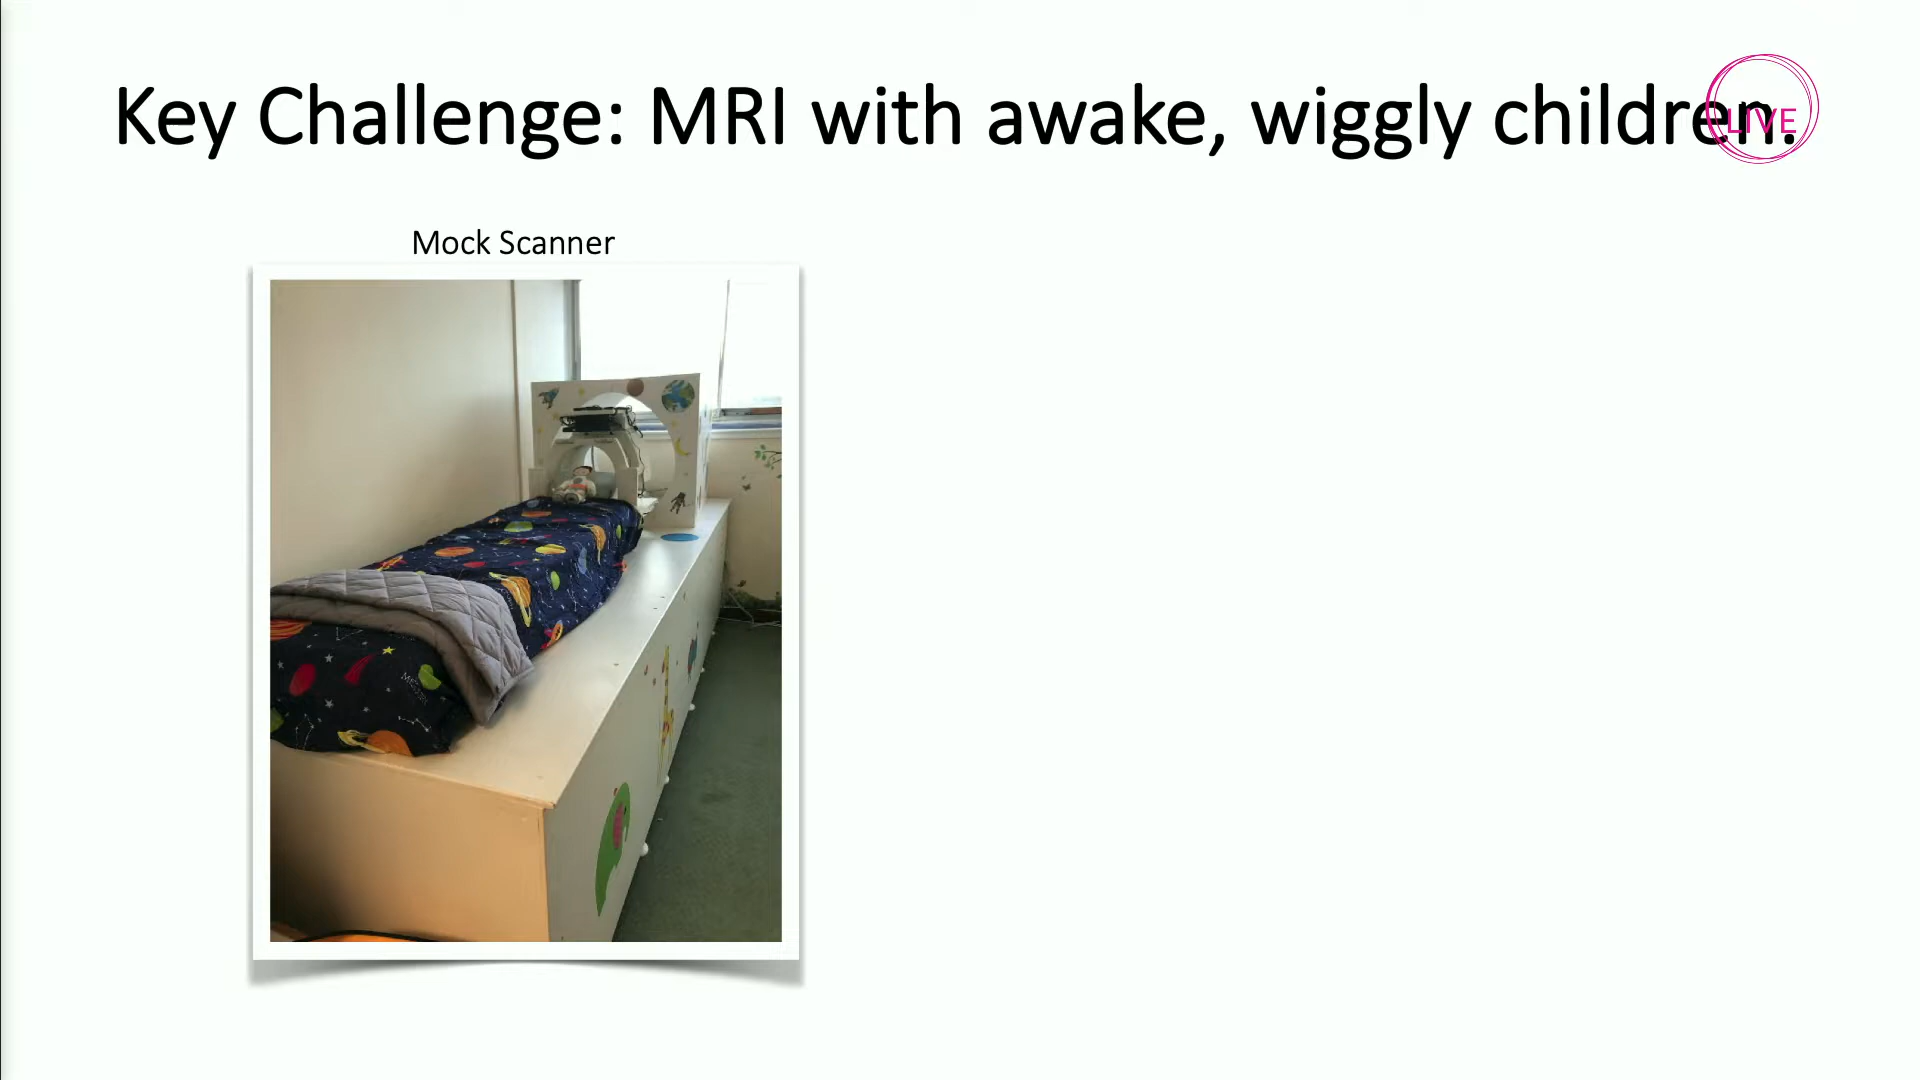 Key Challenge: MRI with awake, wiggly children.
LIVE
Mock Scanner